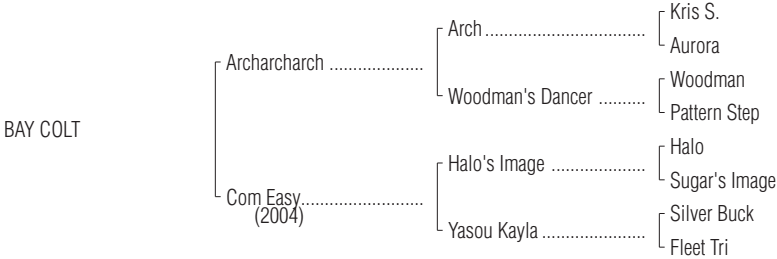 Kris S.
Arch ................................
Aurora
Archarcharch ...................
Woodman
Woodman's Dancer .........
Pattern Step
BAY COLT
Halo
Halo's Image ...................
Sugar's Image
Com Easy.........................
(2004)
Silver Buck
Yasou Kayla .....................
Fleet Tri